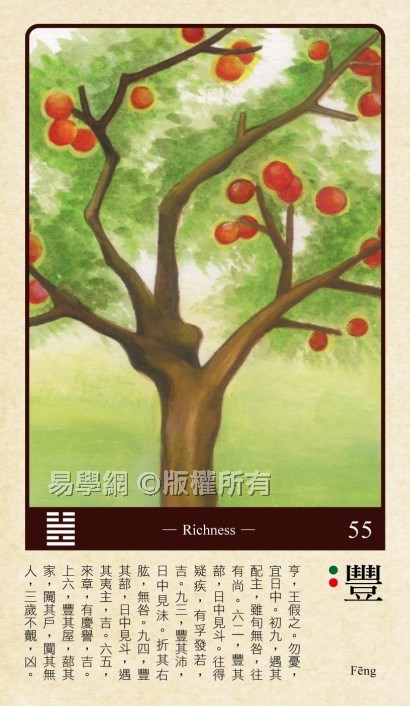 易學網 ©版權所有
— Richness —
55
豐
Fēng
亨，王假之。勿憂，
宜日中。初九，遇其
配主，雖旬無咎，往
有尚。六二，豐其
蔀，日中見斗。往得
疑疾，有孚發若，
吉。九三，豐其沛，
日中見沬。折其右
肱，無咎。九四，豐
其蔀，日中見斗，遇
其夷主，吉。六五，
來章，有慶譽，吉。
上六，豐其屋，蔀其
家，闚其戶，闃其無
人，三歲不覿，凶。